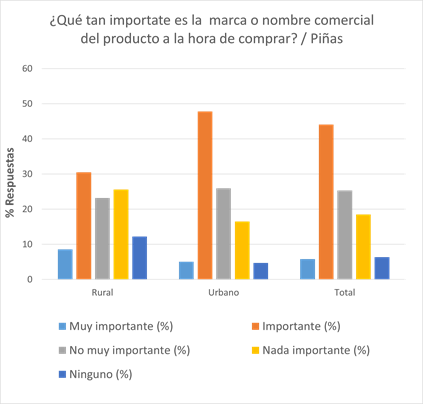 ¿Qué tan importate es la marca o nombre comercial
del producto a la hora de comprar? / Piñas
60
50
40
30
20
10
0
% Respuestas
Rural Urbano Total
Muy importante (%) Importante (%)
No muy importante (%) Nada importante (%)
Ninguno (%)